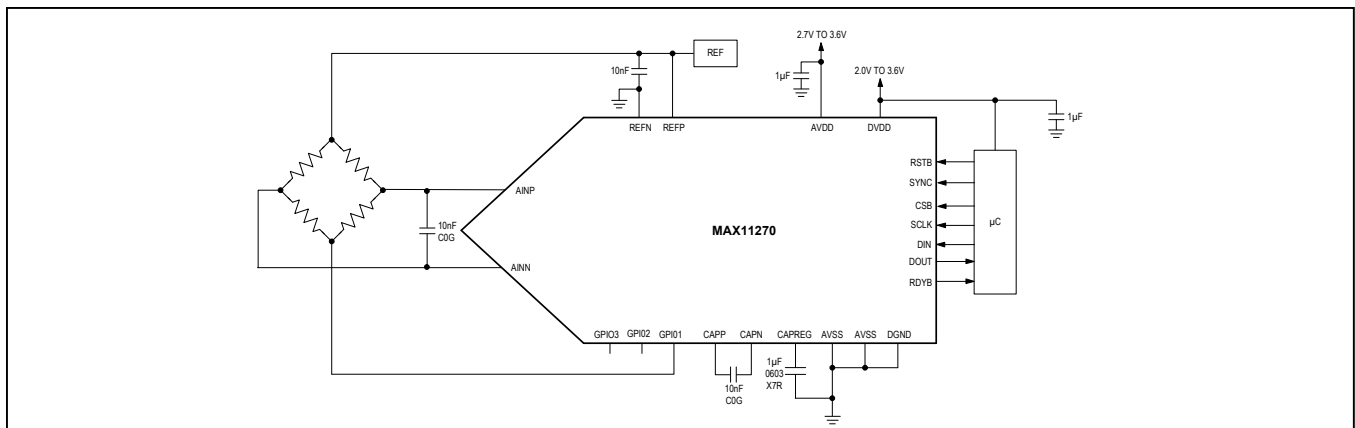 2.7V TO 3.6V
REF
10nF
1µF
2.0V TO 3.6V
1µF
REFN
REFP
AVDD
DVDD
RSTB
SYNC
CSB
SCLK
DIN
DOUT
RDYB
µC
AINP
10nF
C0G
AINN
MAX11270
GPIO3
GPI02
GPI01
CAPP
CAPN
CAPREG
AVSS
AVSS
DGND
10nF
C0G
1µF
0603
X7R